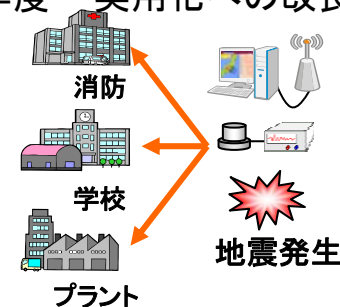 年度 実用化への改良
消防
学校
地震発生
プラント